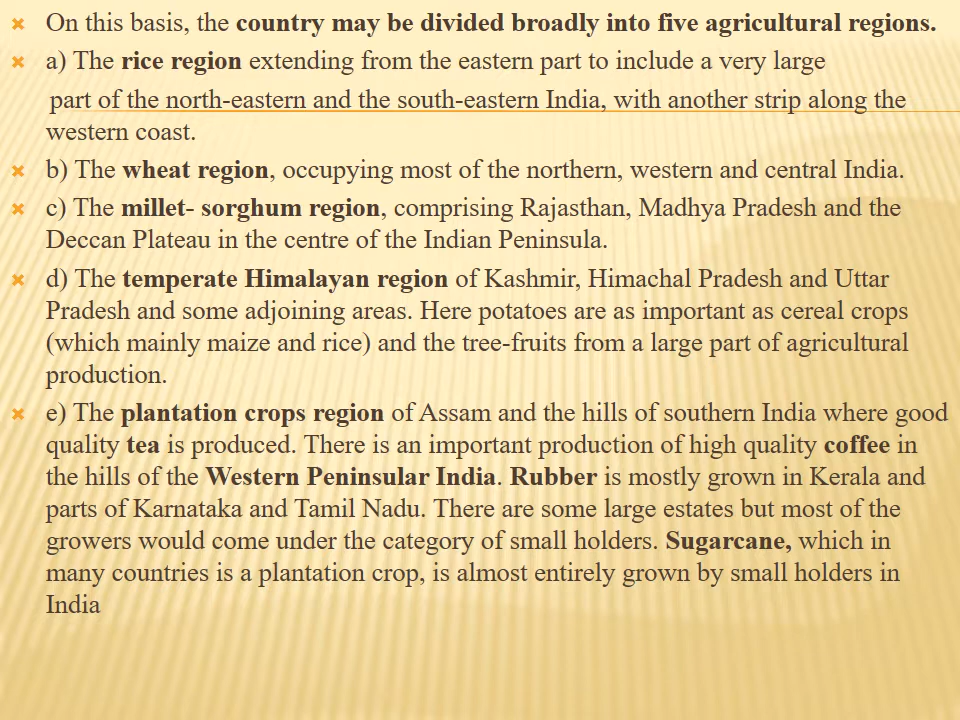 On this basis, the country may be divided broadly into five agricultural regions.
a) The rice region extending from the eastern part to include a very large
part of the north-eastern and the south-eastern India, with another strip along the
western coast.
b) The wheat region, occupying most of the northern, western and central India.
c) The millet- sorghum region, comprising Rajasthan, Madhya Pradesh and the
Deccan Plateau in the centre of the Indian Peninsula.
d) The temperate Himalayan region of Kashmir, Himachal Pradesh and Uttar
Pradesh and some adjoining areas. Here potatoes are as important as cereal crops
(which mainly maize and rice) and the tree-fruits from a large part of agricultural
production.
e) The plantation crops region of Assam and the hills of southern India where good
quality tea is produced. There is an important production of high quality coffee in
the hills of the Western Peninsular India. Rubber is mostly grown in Kerala and
parts of Karnataka and Tamil Nadu. There are some large estates but most of the
growers would come under the category of small holders. Sugarcane, which in
many countries is a plantation crop, is almost entirely grown by small holders in
India